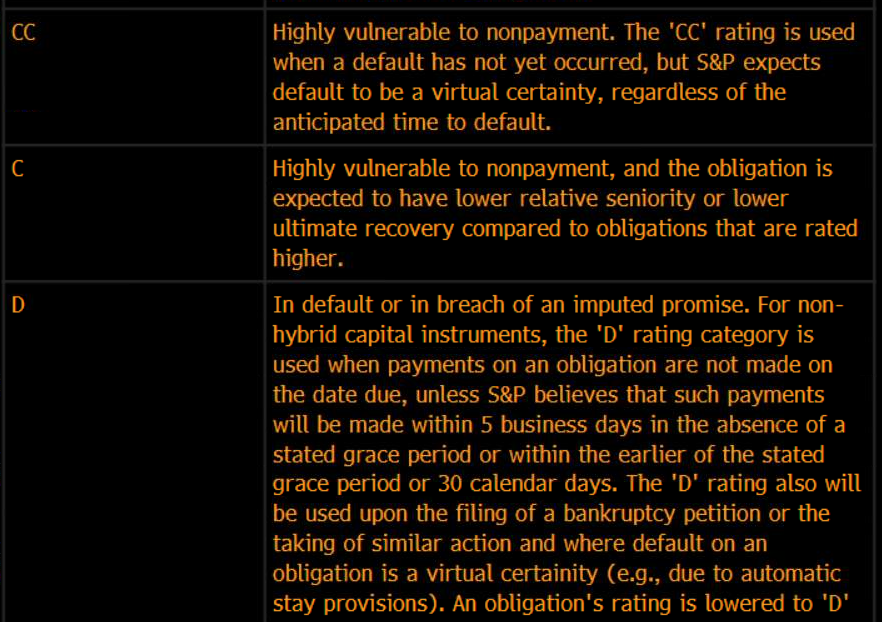 CC
Highly vulnerable to nonpayment. The 'CC' rating is used
when a default has not yet occurred, but S&P expects
default to be a virtual certainty, regardless of the
anticipated time to default.
C
Highly vulnerable to nonpayment, and the obligation is
expected to have lower relative seniority or lower
ultimate recovery compared to obligations that are rated
higher.
D
In default or in breach of an imputed promise. For non-
hybrid capital instruments, the 'D' rating category is
used when payments on an obligation are not made on
the date due, unless S&P believes that such payments
will be made within 5 business days in the absence of a
stated grace period or within the earlier of the stated
grace period or 30 calendar days. The 'D' rating also will
be used upon the filing of a bankruptcy petition or the
taking of similar action and where default on an
obligation is a virtual certainity (e.g., due to automatic
stay provisions). An obligation's rating is lowered to 'D'